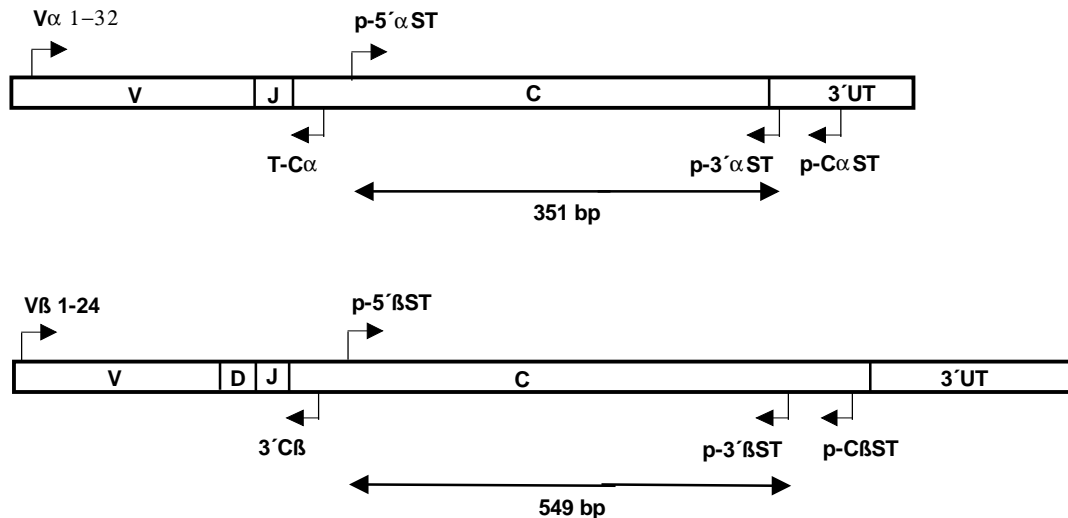 Vα 1–32
p-5´αST
V J C 3´UT
T-Cα
p-3´αST
p-CαST
351 bp
Vß 1-24
p-5´ßST
V D J C 3´UT
3´Cß
p-3´ßST
p-CßST
549 bp